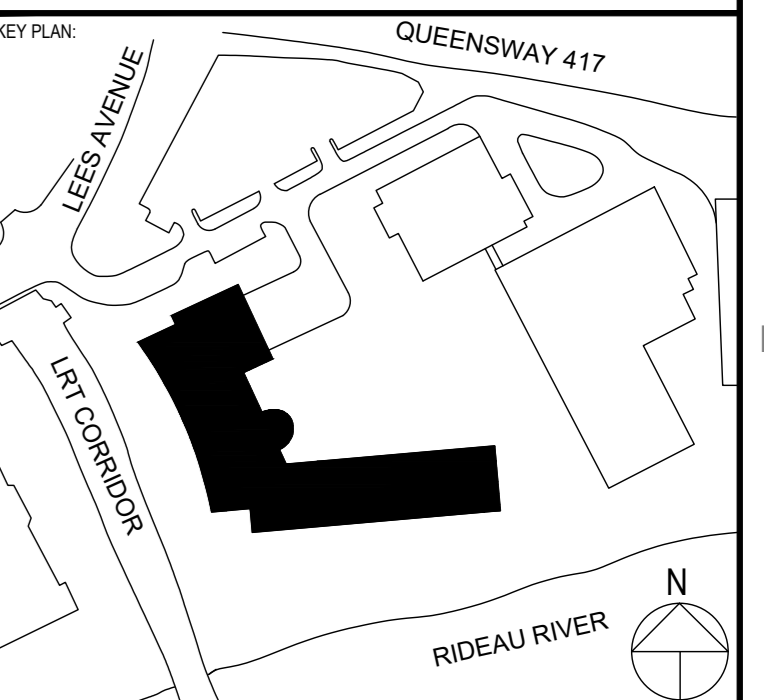 KEY PLAN:
QUEENSWAY 417
LEES AVENUE
LRT CORRIDOR
N
RIDEAU RIVER